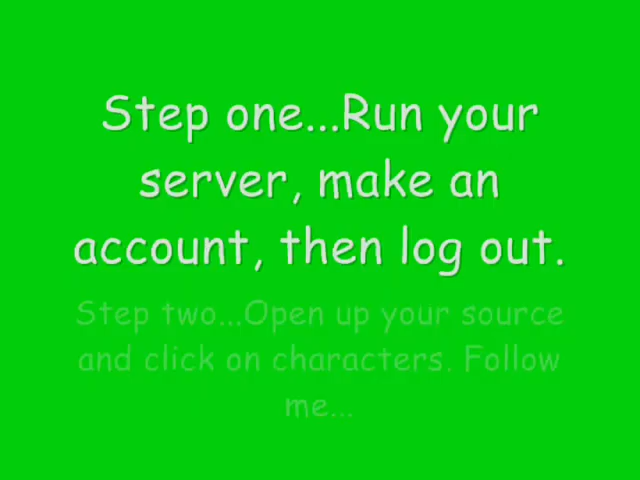 Step one...Run your
server, make an
account, then log out.
Step two...Open up your source
and click on characters. Follow
me...